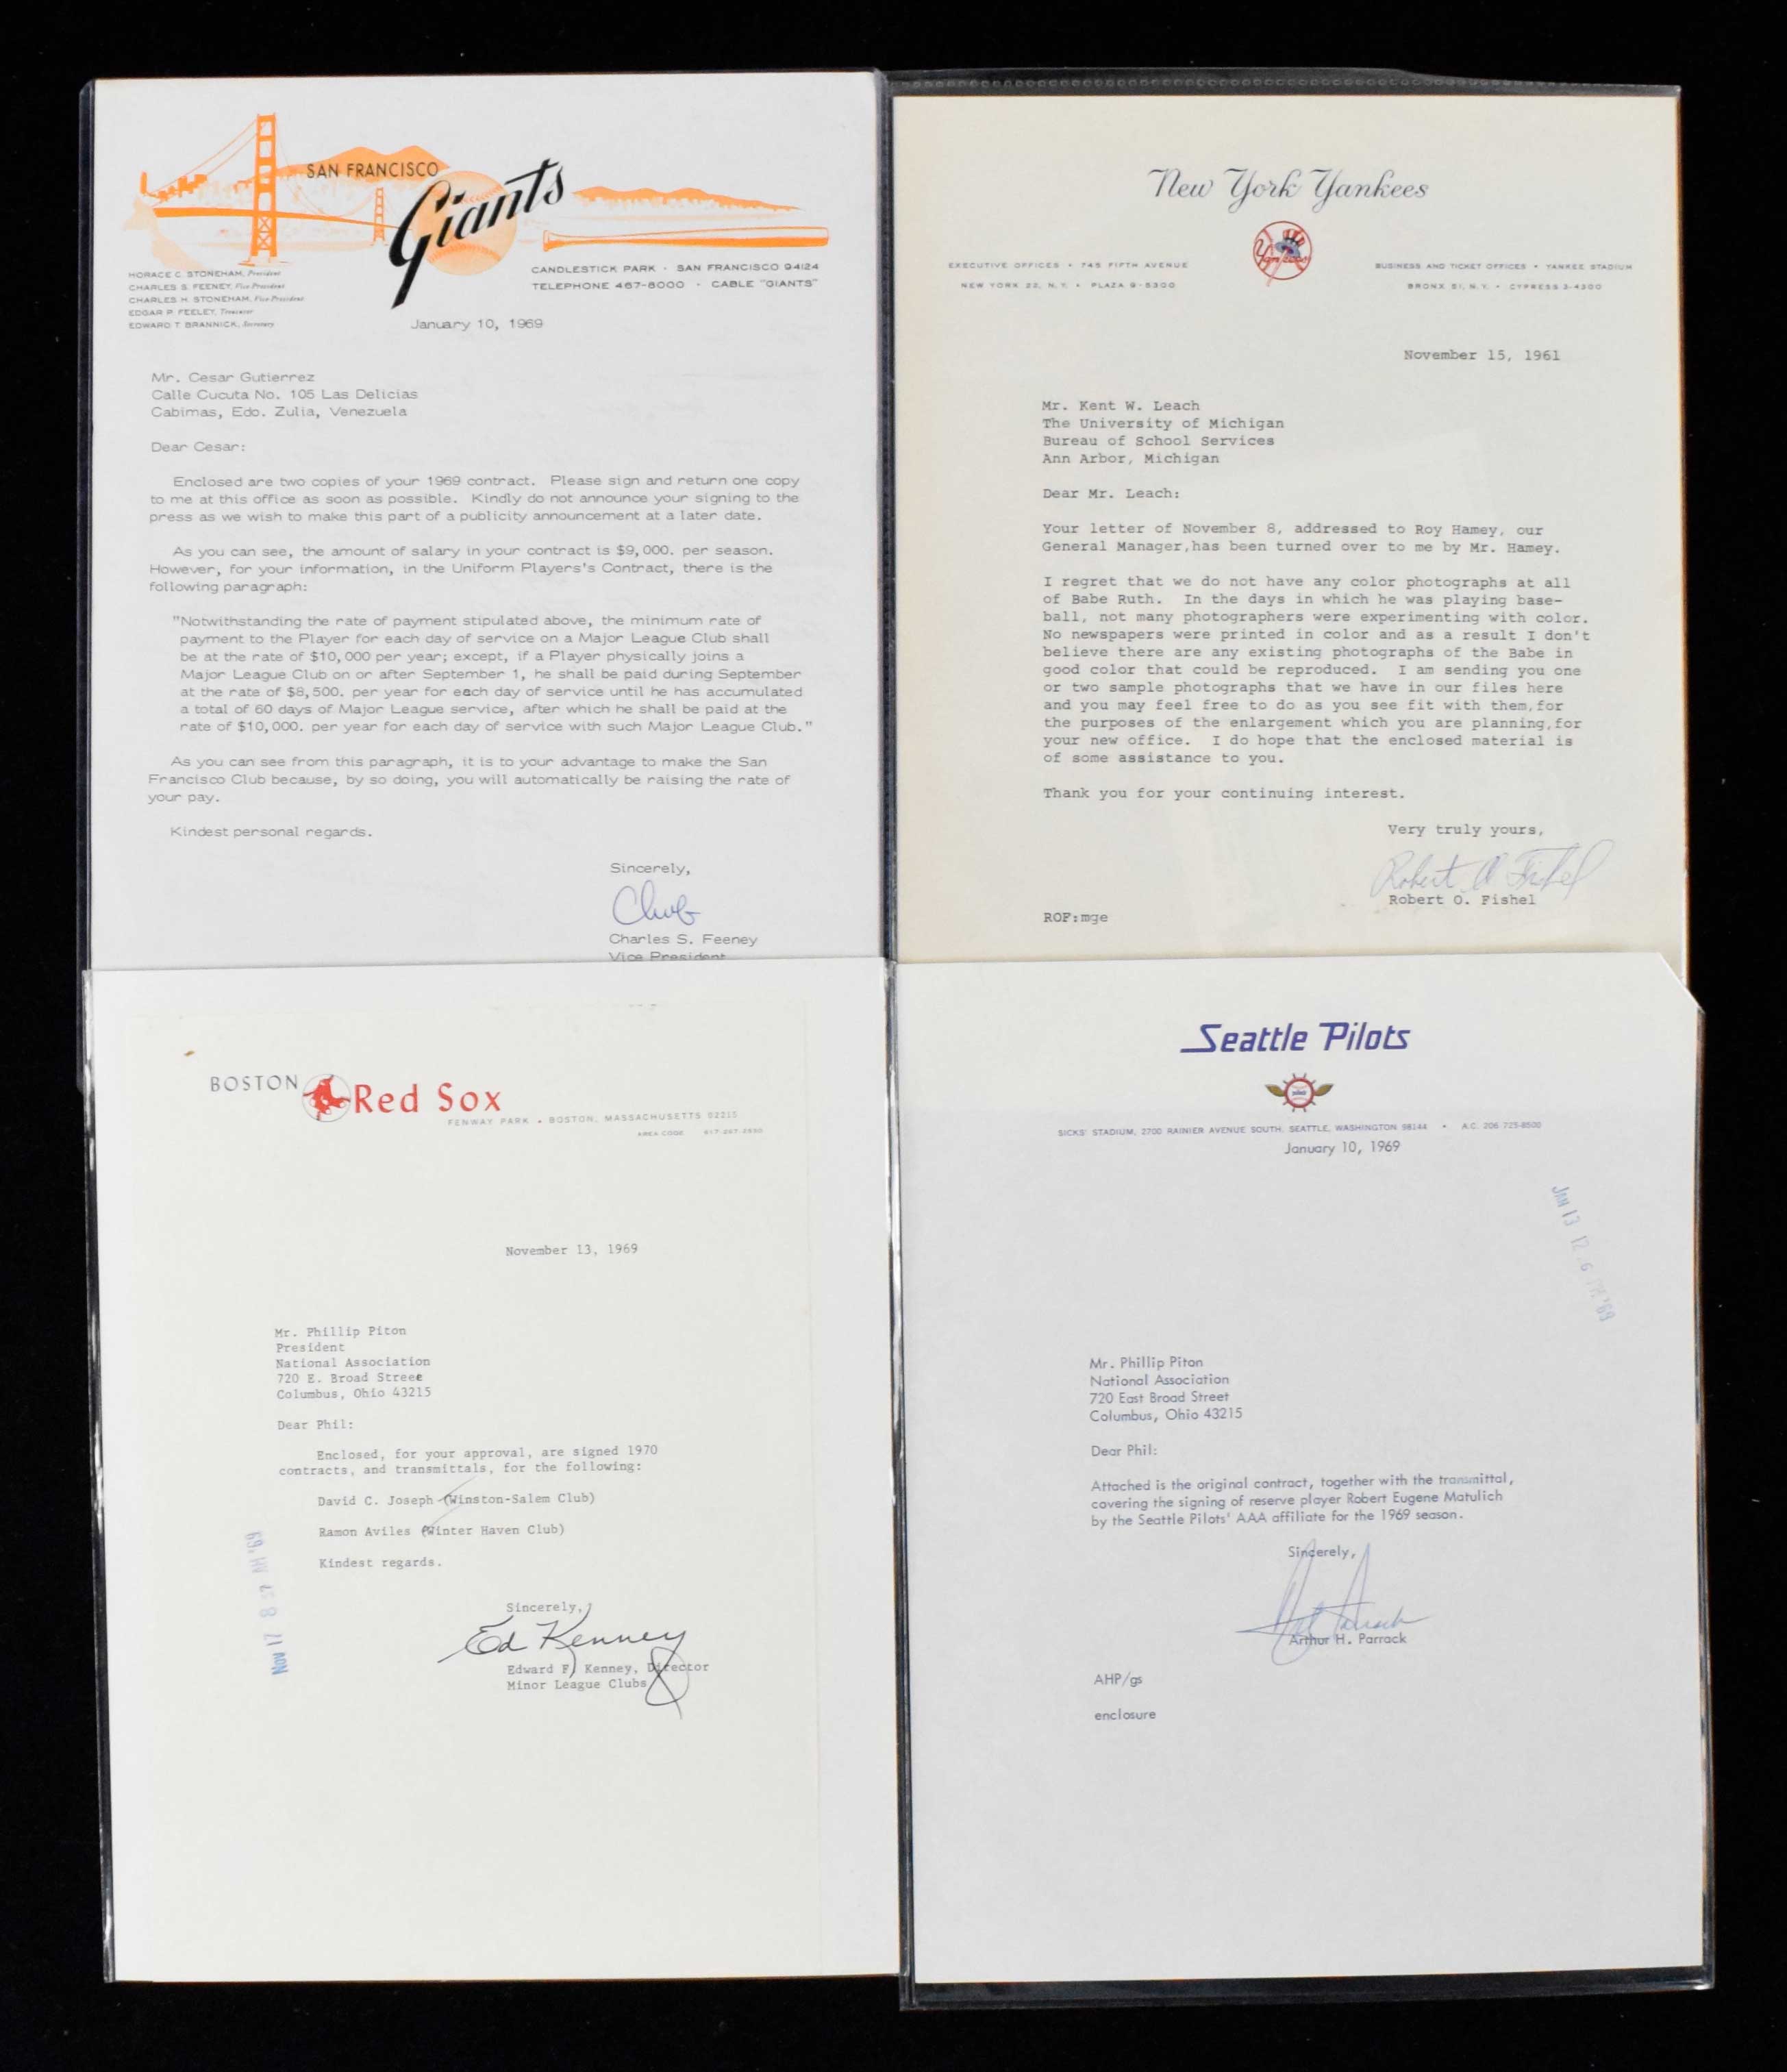 SAN FRANCISCO
Giants
HORACE C. STONEHAM, President
CHARLES S. FEENEY, Vice President
CHARLES H. STONEHAM, Vice President
EDGAR P. FEELEY, Treasurer
EDWARD T. BRANNICK, Secretary
CANDLESTICK PARK · SAN FRANCISCO 94124
TELEPHONE 467-8000 · CABLE "GIANTS"
January 10, 1969
Mr. Cesar Gutierrez
Calle Cucuta No. 105 Las Delicias
Cabimas, Edo. Zulia, Venezuela
Dear Cesar:
Enclosed are two copies of your 1969 contract. Please sign and return one copy
to me at this office as soon as possible. Kindly do not announce your signing to the
press as we wish to make this part of a publicity announcement at a later date.
As you can see, the amount of salary in your contract is $9,000. per season.
However, for your information, in the Uniform Players's Contract, there is the
following paragraph:
"Notwithstanding the rate of payment stipulated above, the minimum rate of
payment to the Player for each day of service on a Major League Club shall
be at the rate of $10,000 per year; except, if a Player physically joins a
Major League Club on or after September 1, he shall be paid during September
at the rate of $8,500. per year for each day of service until he has accumulated
a total of 60 days of Major League service, after which he shall be paid at the
rate of $10,000. per year for each day of service with such Major League Club."
As you can see from this paragraph, it is to your advantage to make the San
Francisco Club because, by so doing, you will automatically be raising the rate of
your pay.
Kindest personal regards.
Sincerely,
Chub
Charles S. Feeney
Vice President
New York Yankees
Yankees
EXECUTIVE OFFICES • 745 FIFTH AVENUE
NEW YORK 22, N. Y. • PLAZA 9-5300
BUSINESS AND TICKET OFFICES • YANKEE STADIUM
BRONX 51, N. Y. • CYPRESS 3-4300
November 15, 1961
Mr. Kent W. Leach
The University of Michigan
Bureau of School Services
Ann Arbor, Michigan
Dear Mr. Leach:
Your letter of November 8, addressed to Roy Hamey, our
General Manager,has been turned over to me by Mr. Hamey.
I regret that we do not have any color photographs at all
of Babe Ruth. In the days in which he was playing base-
ball, not many photographers were experimenting with color.
No newspapers were printed in color and as a result I don't
believe there are any existing photographs of the Babe in
good color that could be reproduced. I am sending you one
or two sample photographs that we have in our files here
and you may feel free to do as you see fit with them,for
the purposes of the enlargement which you are planning,for
your new office. I do hope that the enclosed material is
of some assistance to you.
Thank you for your continuing interest.
Very truly yours,
Robert O Fishel
Robert O. Fishel
ROF:mge
BOSTON Red Sox
FENWAY PARK • BOSTON, MASSACHUSETTS 02215
AREA CODE 617-267-2530
November 13, 1969
Mr. Phillip Piton
President
National Association
720 E. Broad Street
Columbus, Ohio 43215
Dear Phil:
Enclosed, for your approval, are signed 1970
contracts, and transmittals, for the following:
David C. Joseph (Winston-Salem Club)
Ramon Aviles (Winter Haven Club)
Kindest regards.
Nov 17 8 AM '69
Sincerely,
Ed Kenney
Edward F. Kenney, Director
Minor League Clubs
Seattle Pilots
SICKS' STADIUM, 2700 RAINIER AVENUE SOUTH, SEATTLE, WASHINGTON 98144 • A.C. 206 725-8500
January 10, 1969
JAN 13 12 6 PM '69
Mr. Phillip Piton
National Association
720 East Broad Street
Columbus, Ohio 43215
Dear Phil:
Attached is the original contract, together with the transmittal,
covering the signing of reserve player Robert Eugene Matulich
by the Seattle Pilots' AAA affiliate for the 1969 season.
Sincerely,
Art Parrack
Arthur H. Parrack
AHP/gs
enclosure